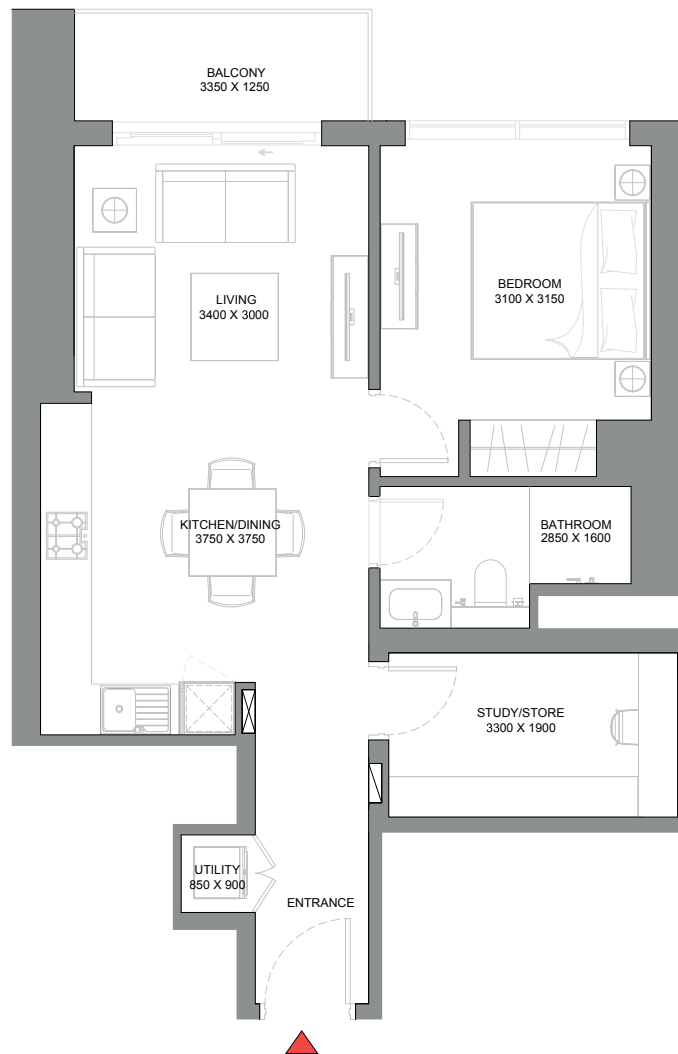 BALCONY
3350 X 1250
LIVING
3400 X 3000
BEDROOM
3100 X 3150
KITCHEN/DINING
3750 X 3750
BATHROOM
2850 X 1600
STUDY/STORE
3300 X 1900
UTILITY
850 X 900
ENTRANCE